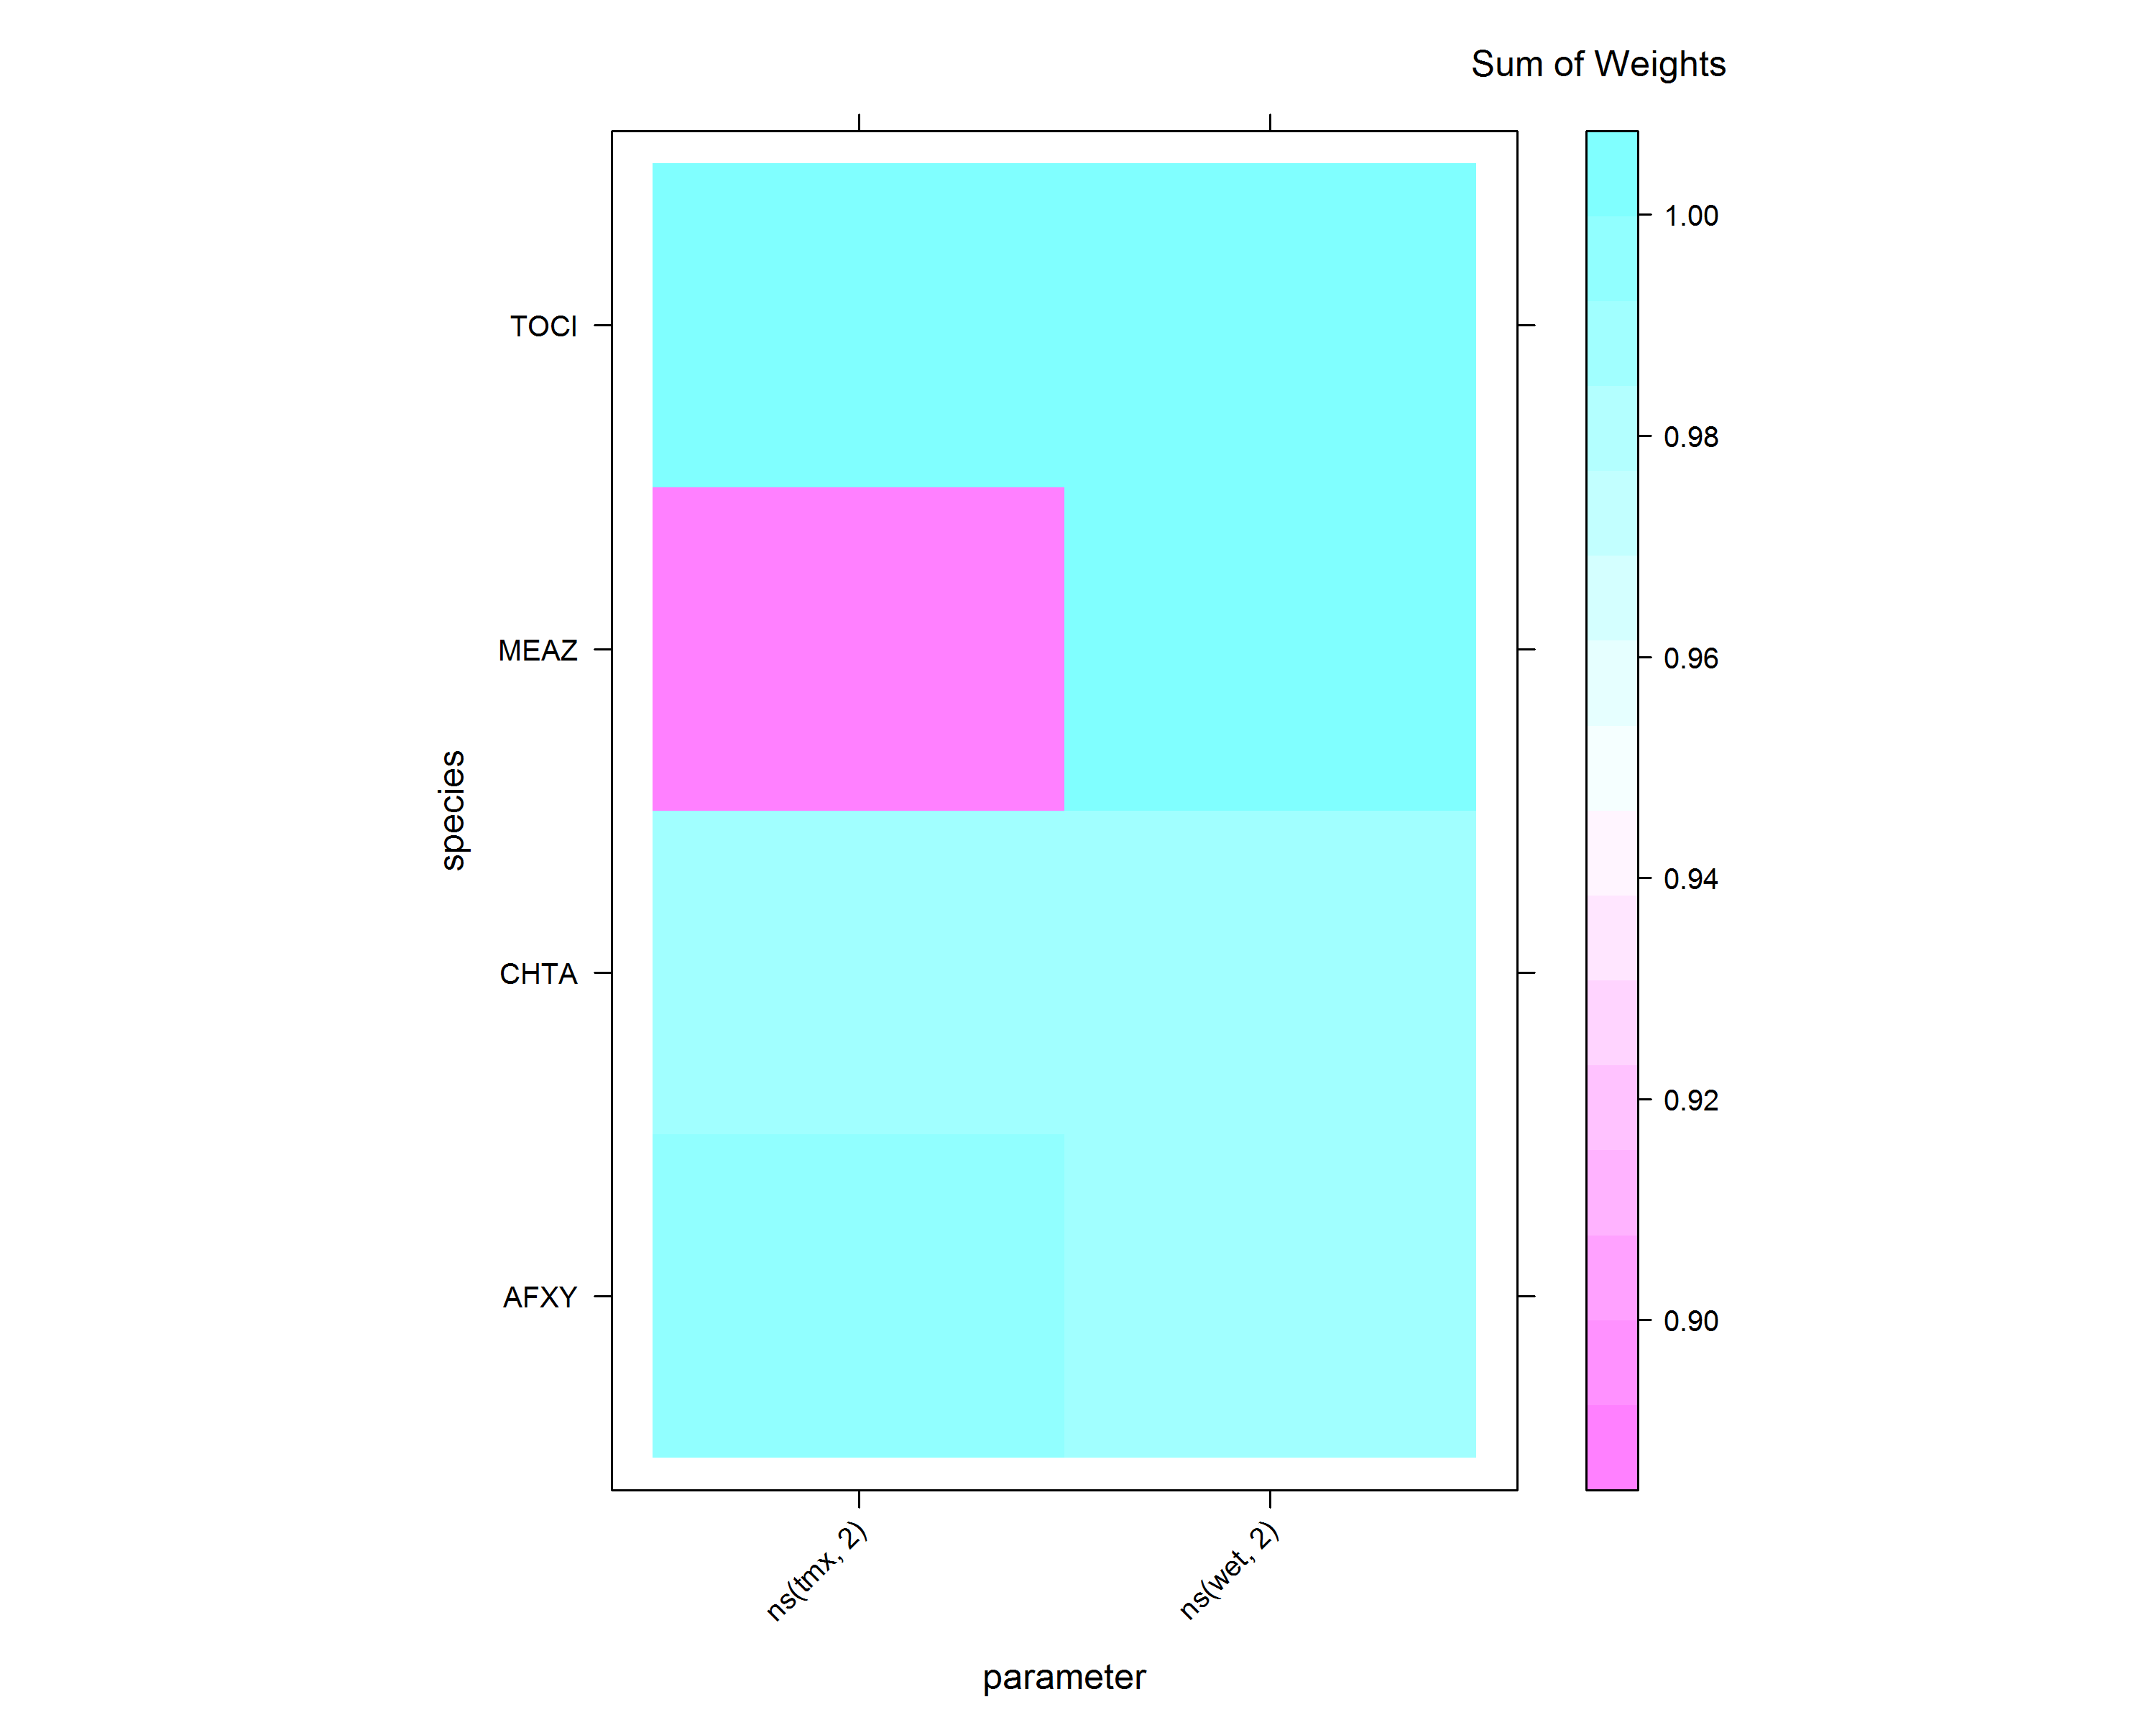 Sum of Weights
1.00
0.98
0.96
0.94
0.92
0.90
TOCI
MEAZ
CHTA
AFXY
species
ns(tmx, 2)
ns(wet, 2)
parameter